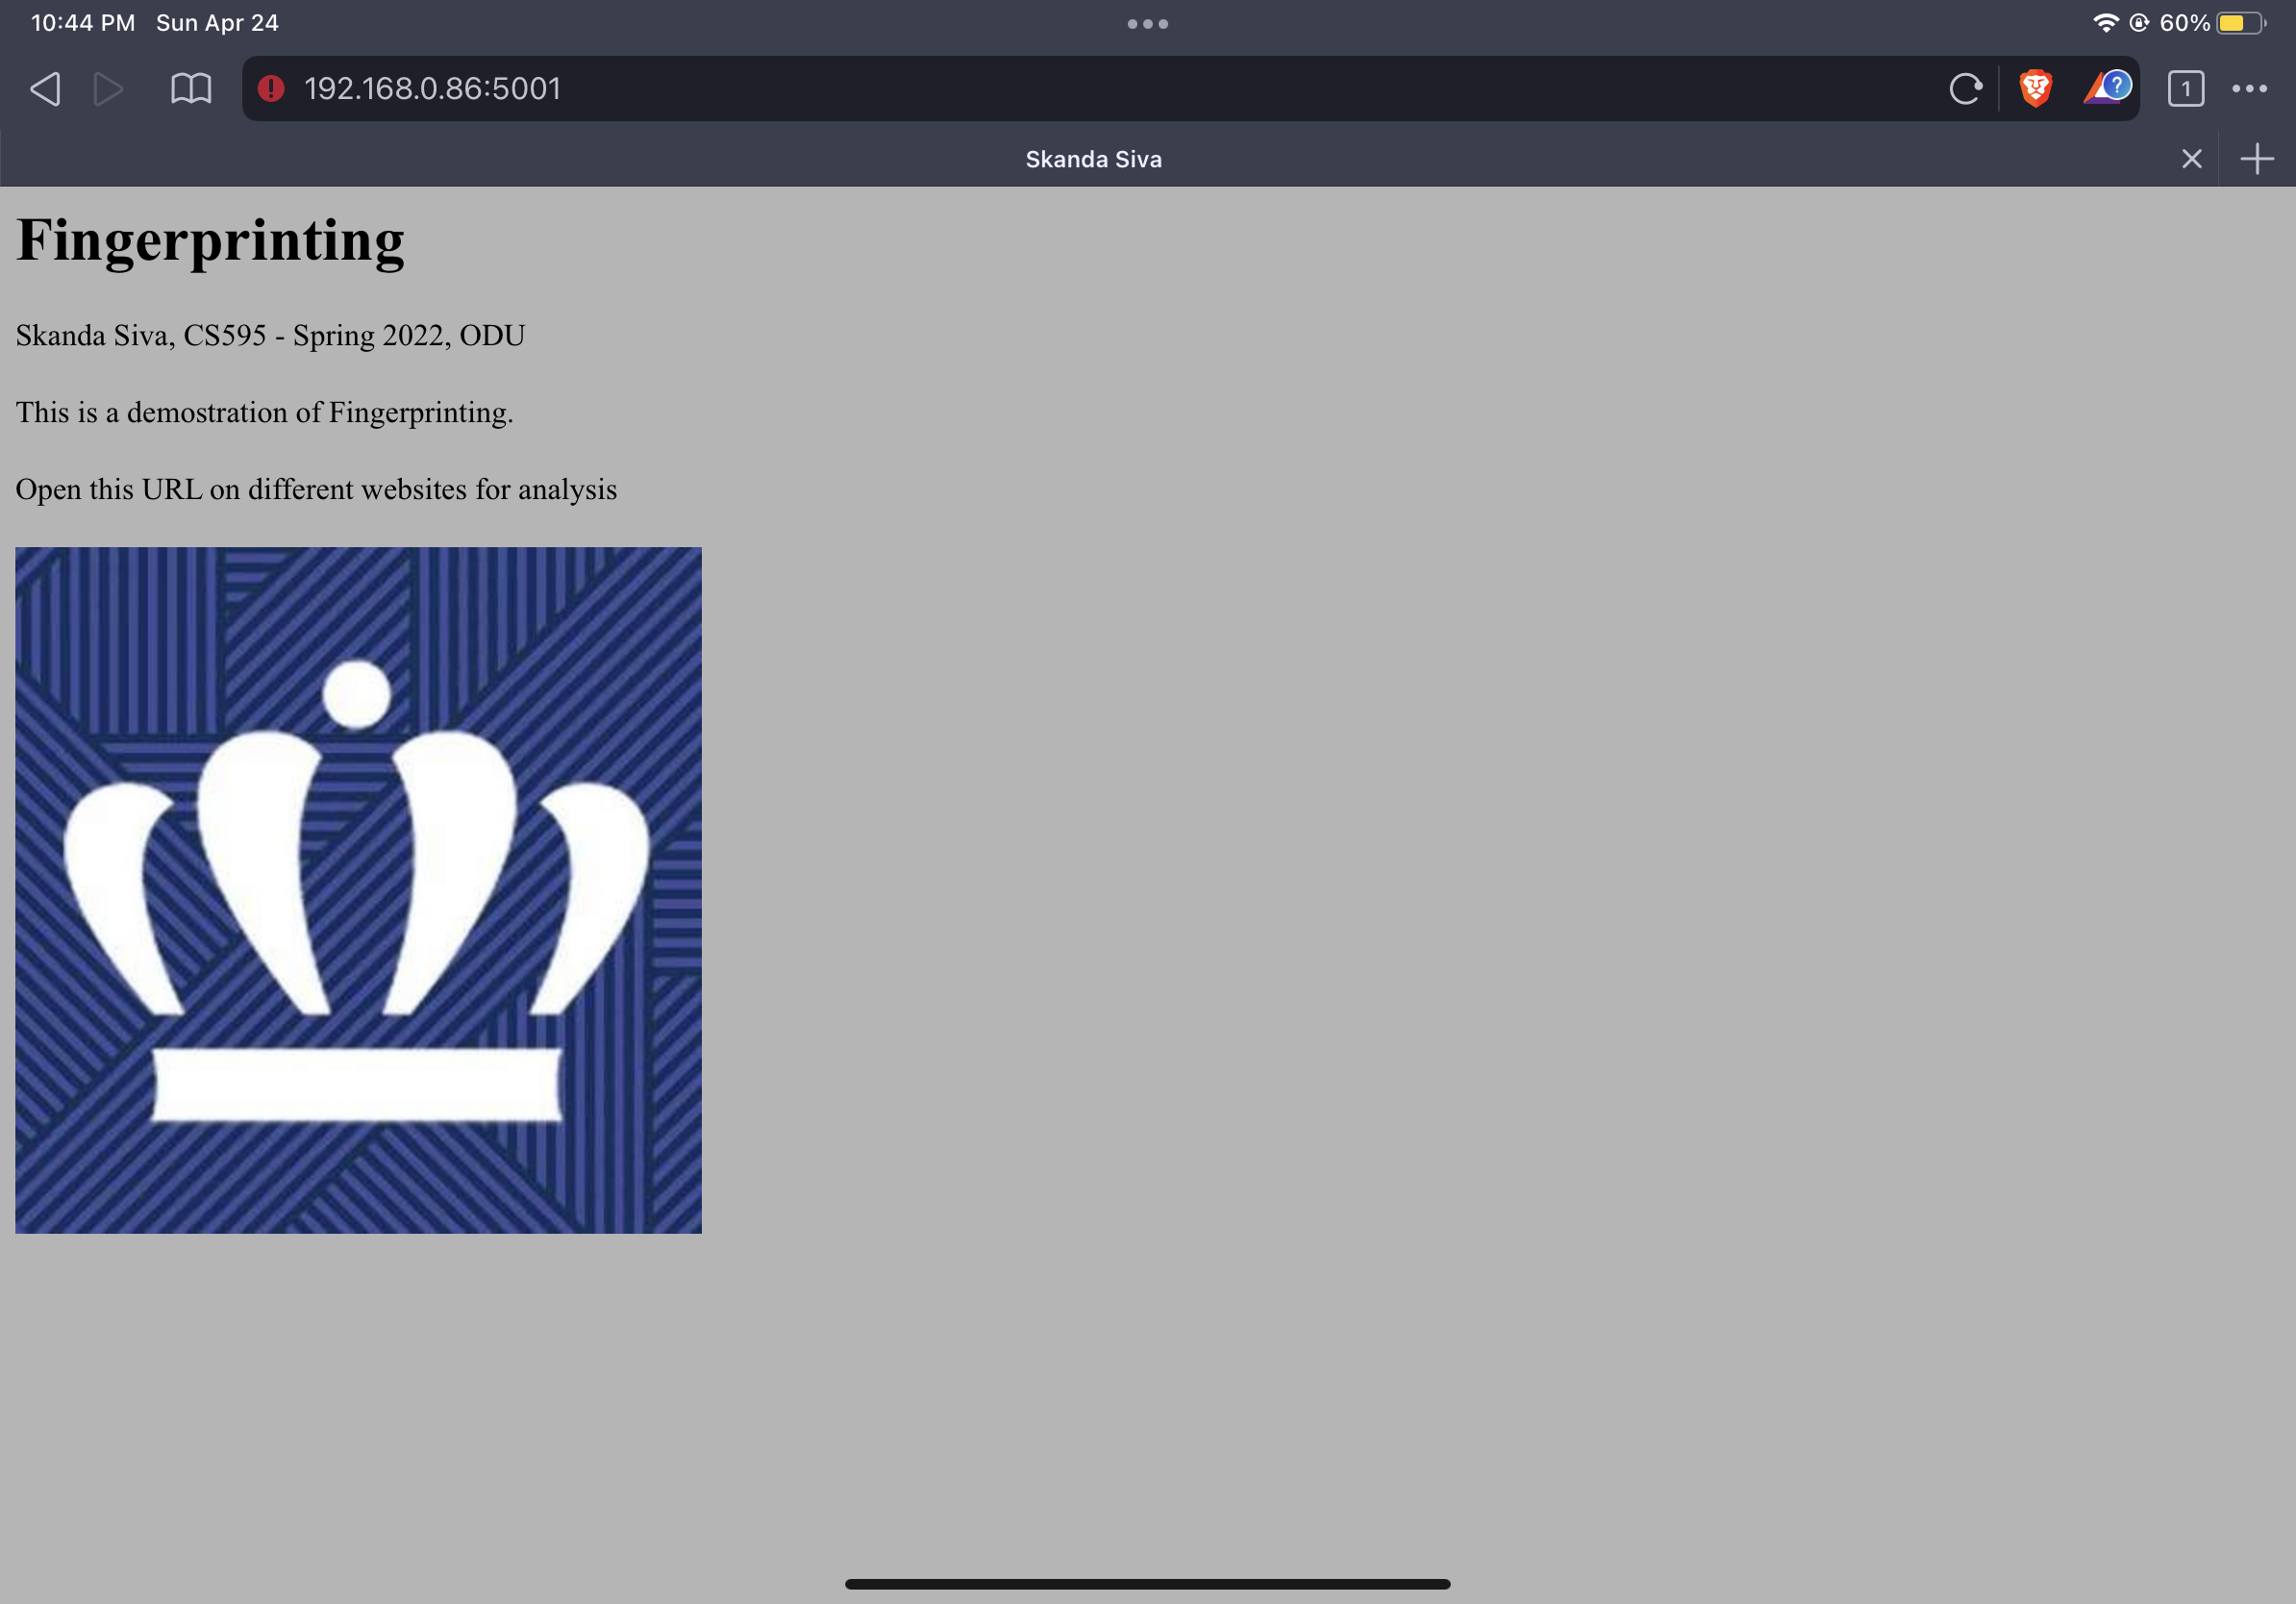 10:44 PM Sun Apr 24
60%
192.168.0.86:5001
?
1
Skanda Siva
Fingerprinting
Skanda Siva, CS595 - Spring 2022, ODU
This is a demostration of Fingerprinting.
Open this URL on different websites for analysis